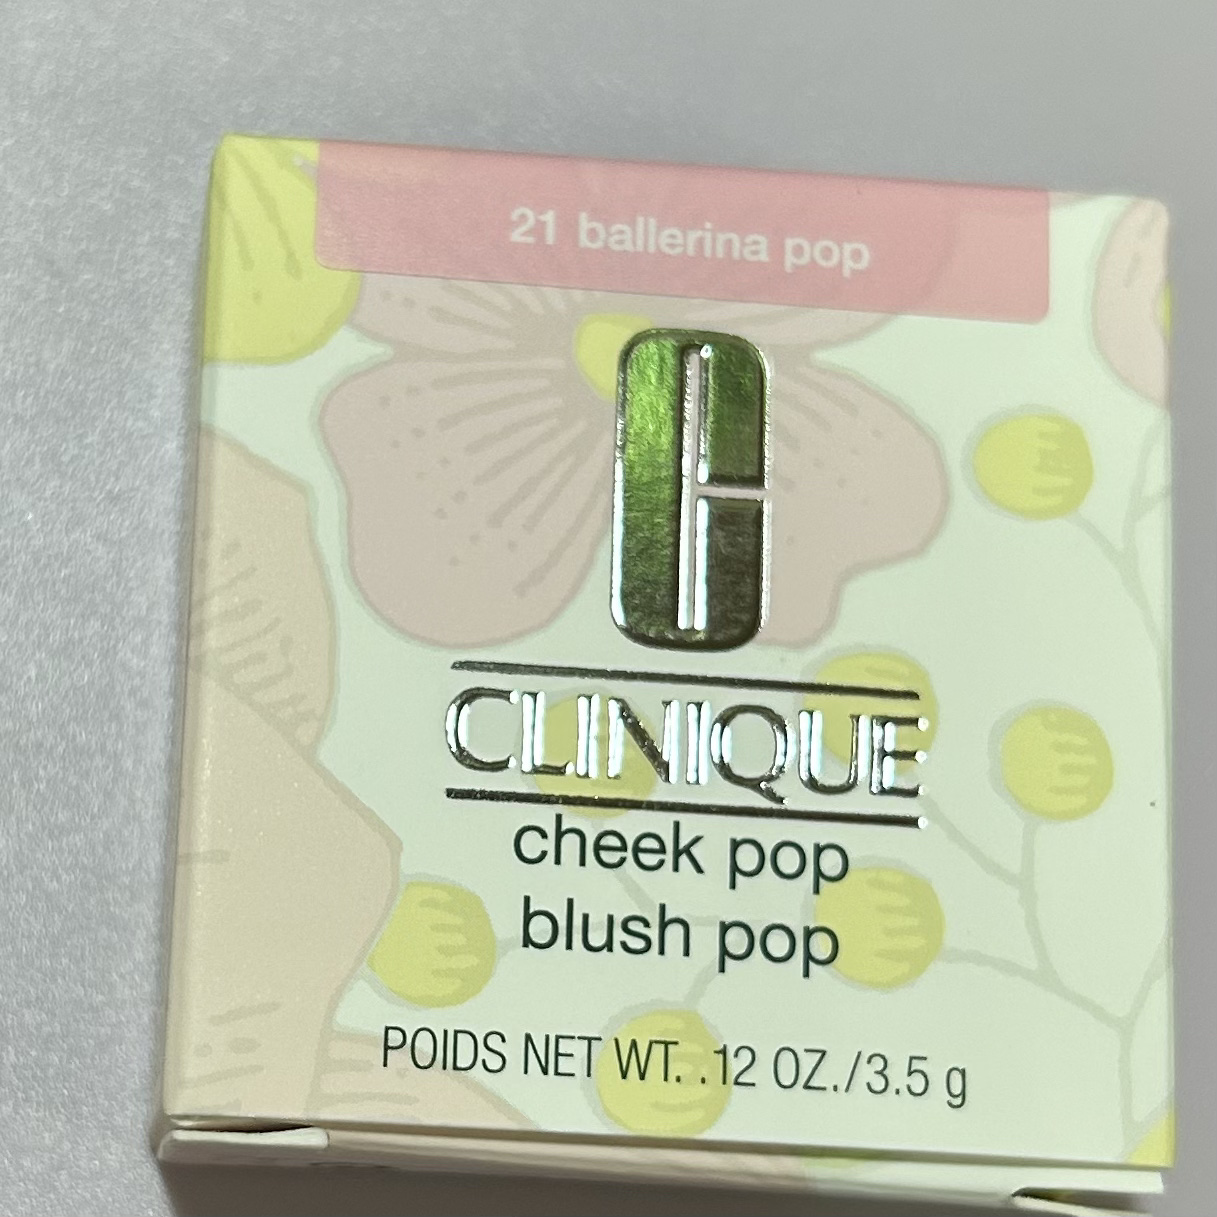 21 ballerina pop
CLINIQUE
cheek pop
blush pop
POIDS NET WT. .12 OZ./3.5 g